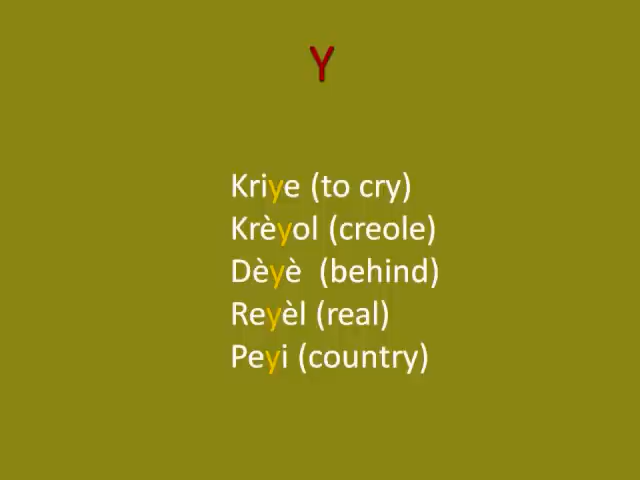 Y
Kriye (to cry)
Krèyol (creole)
Dèyè  (behind)
Reyèl (real)
Peyi (country)